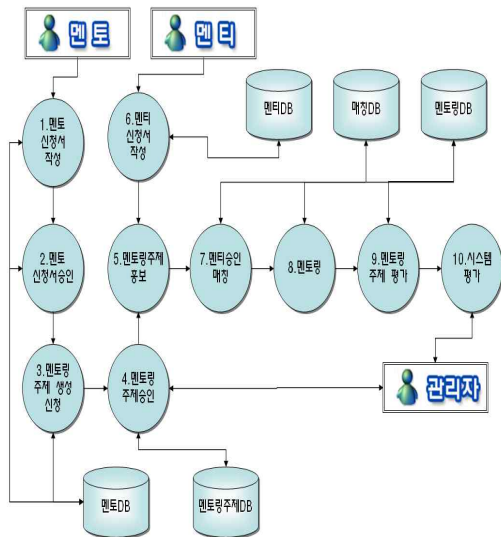 멘토
멘티
1.멘토
신청서
작성
6.멘티
신청서
작성
멘티DB
매칭DB
멘토링DB
2.멘토
신청서승인
5.멘토링주제
홍보
7.멘티승인
매칭
8.멘토링
9.멘토링
주제 평가
10.시스템
평가
3.멘토링
주제 생성
신청
4.멘토링
주제승인
관리자
멘토DB
멘토링주제DB